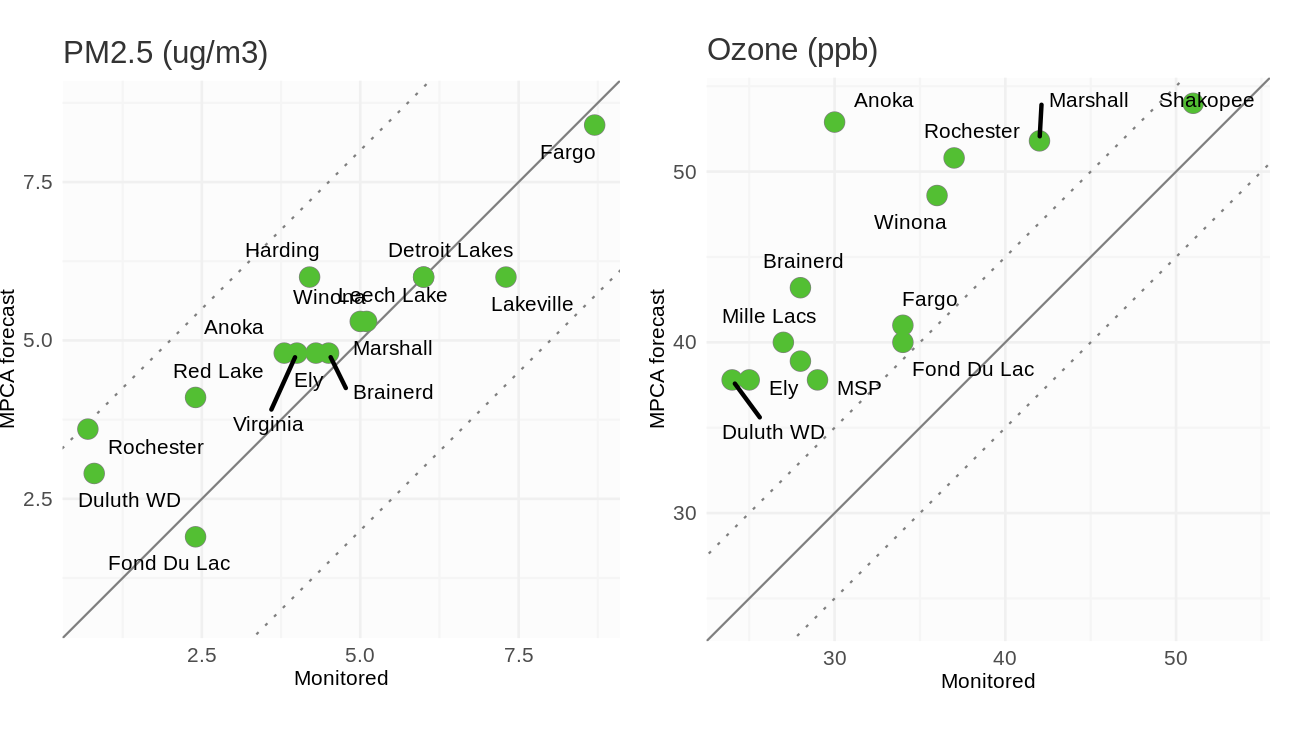 PM2.5 (ug/m3)
MPCA forecast
7.5
5.0
2.5
Fargo
Harding
Detroit Lakes
Winona
Leech Lake
Lakeville
Anoka
Marshall
Red Lake
Ely
Brainerd
Virginia
Rochester
Duluth WD
Fond Du Lac
2.5
5.0
7.5
Monitored
Ozone (ppb)
MPCA forecast
50
40
30
Anoka
Marshall
Shakopee
Rochester
Winona
Brainerd
Fargo
Mille Lacs
Fond Du Lac
Ely
MSP
Duluth WD
30
40
50
Monitored